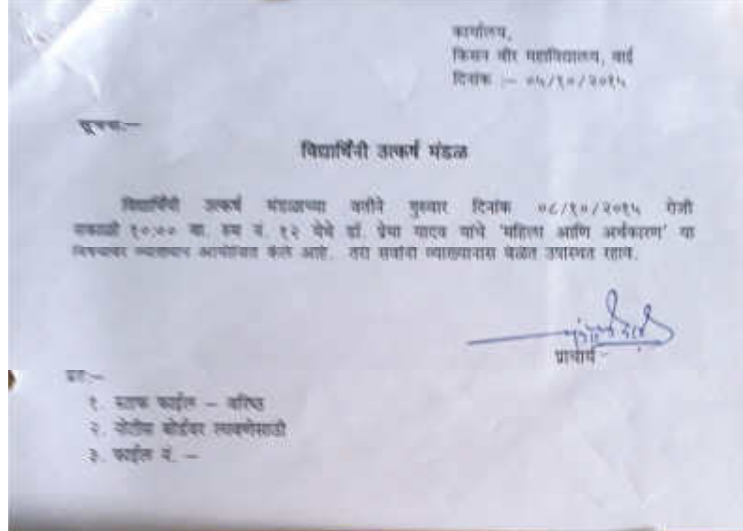 कार्यालय,
किसन वीर महाविद्यालय, वाई
दिनांक :- ०५/१०/२०१५
सूचना:-
विद्यार्थिनी उत्कर्ष मंडळ
विद्यार्थिनी उत्कर्ष मंडळाच्या वतीने गुरुवार दिनांक ०८/१०/२०१५ रोजी
सकाळी १०:०० वा. रुम नं. १२ येथे डॉ. प्रेमा यादव यांचे 'महिला आणि अर्थकारण' या
विषयावर व्याख्यान आयोजित केले आहे. तरी सर्वांनी व्याख्यानास वेळेत उपस्थित रहावे.
प्राचार्य
प्रत:-
१. स्टाफ फाईल - वरिष्ठ
२. नोटीस बोर्डवर लावणेसाठी
३. फाईल नं. -